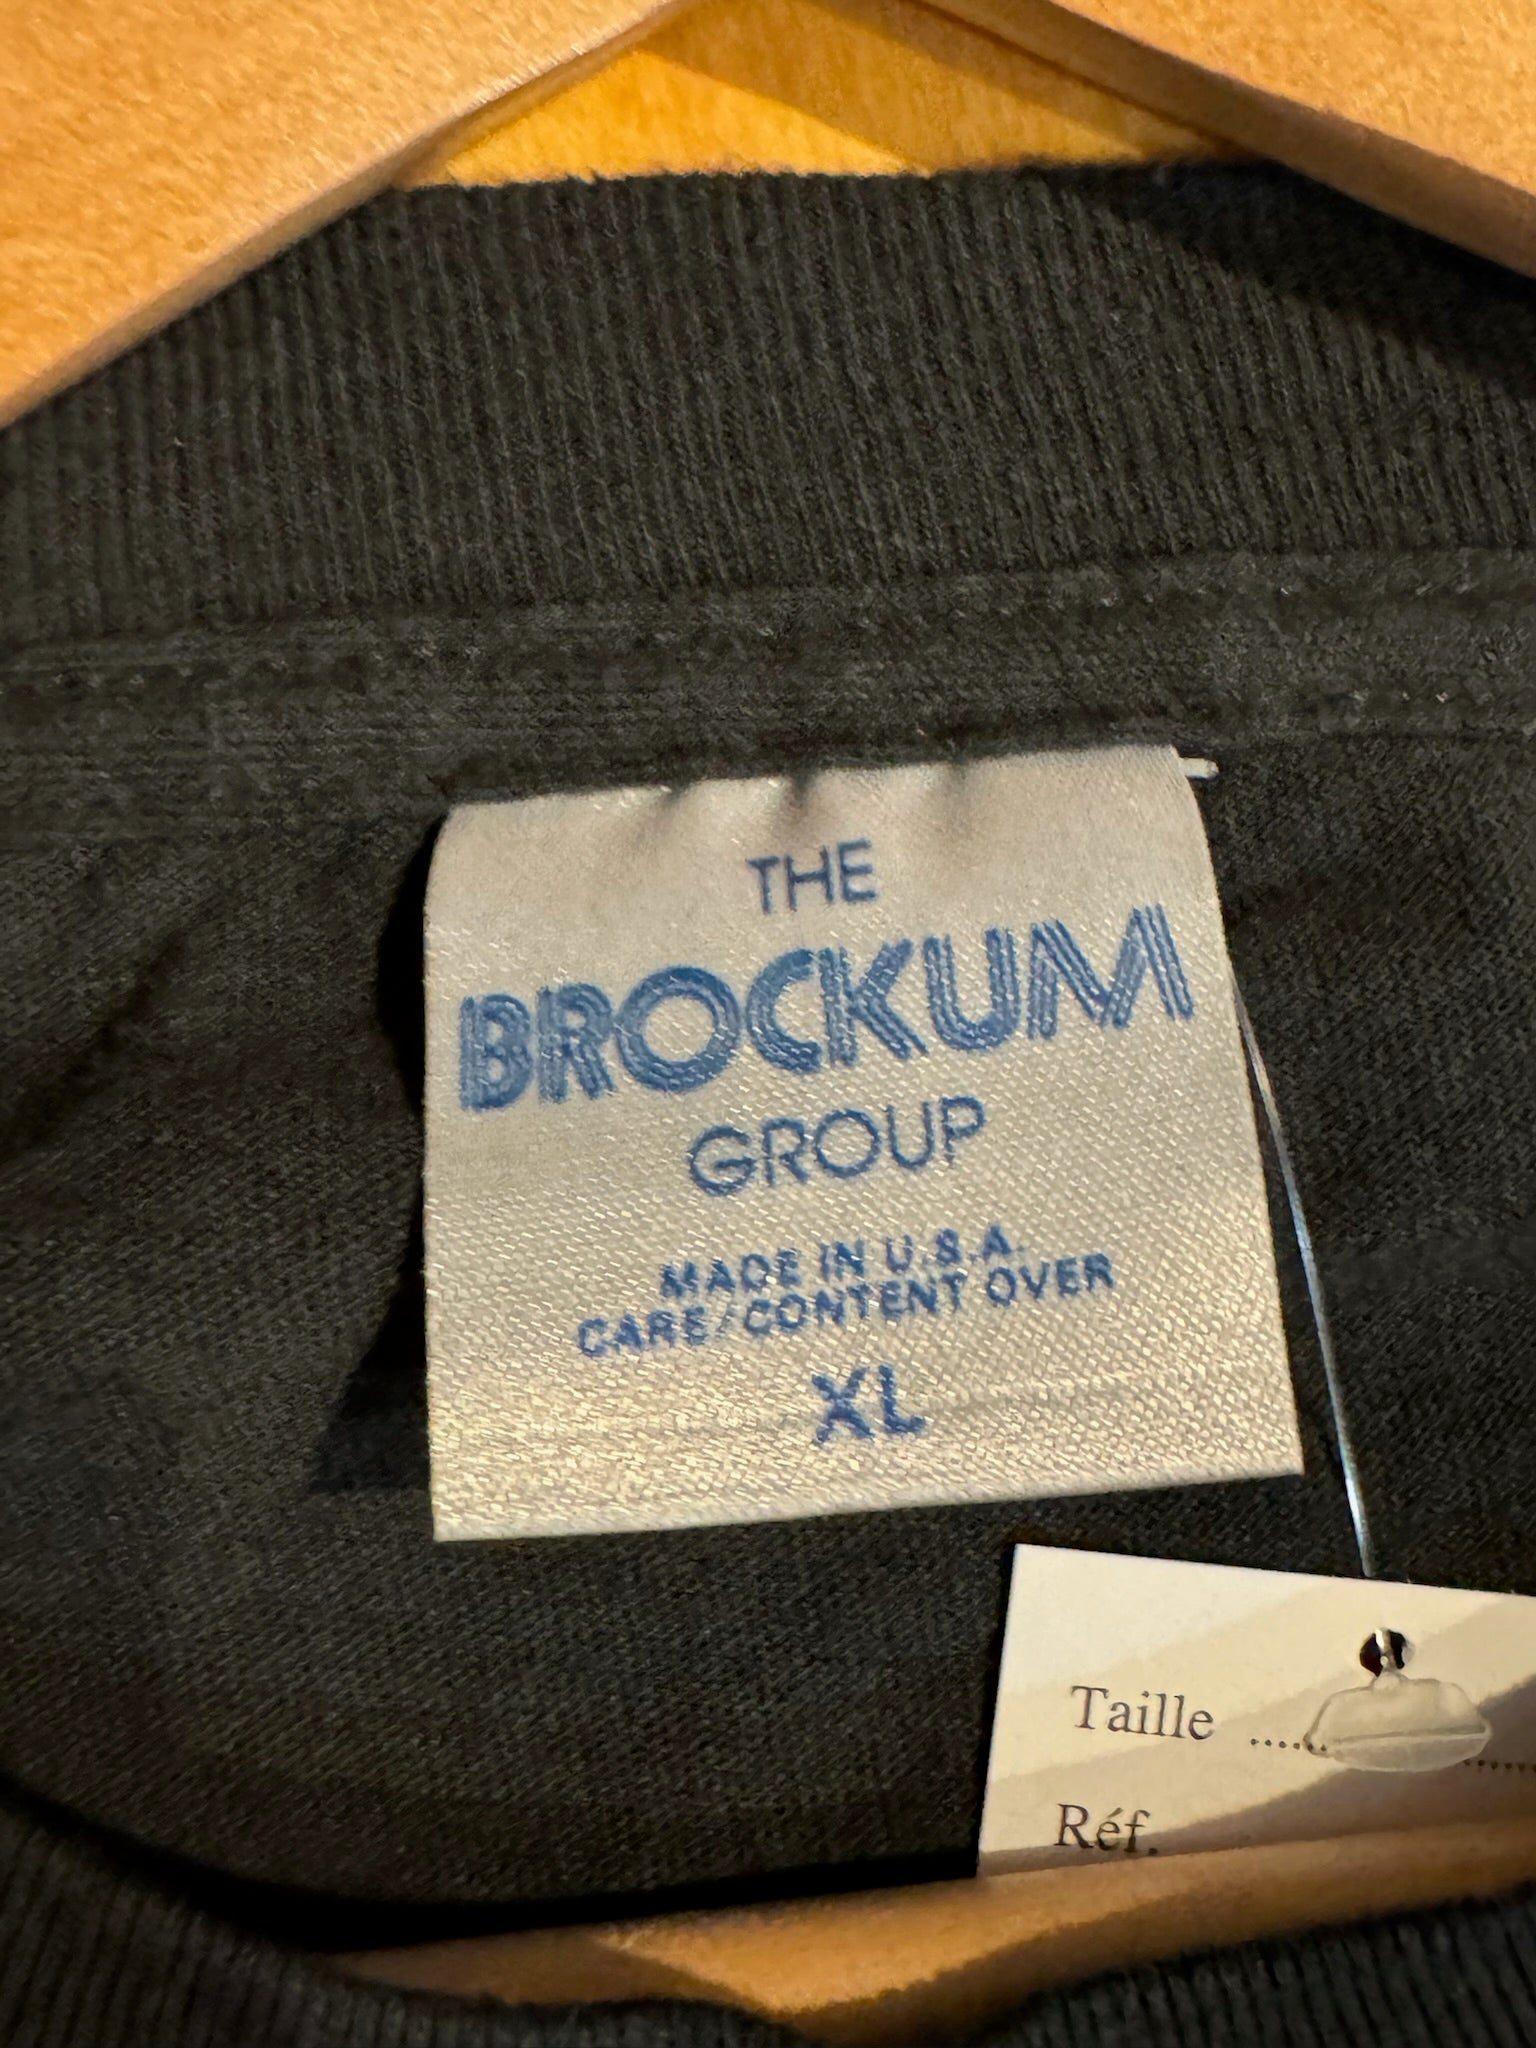 THE
BROCKUM
GROUP
MADE IN U.S.A.
CARE/CONTENT OVER
XL
Taille ..........
Réf.